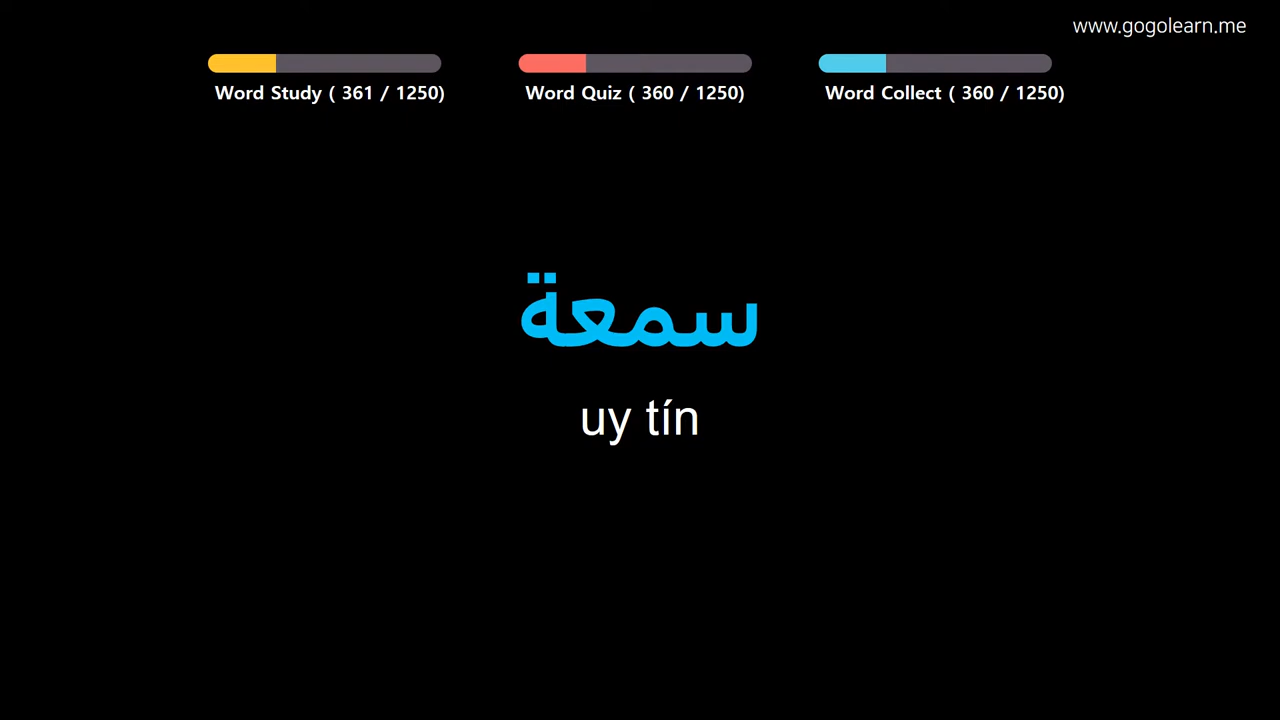 www.gogolearn.me
Word Study ( 361 / 1250)
Word Quiz ( 360 / 1250)
Word Collect ( 360 / 1250)
سمعة
uy tín